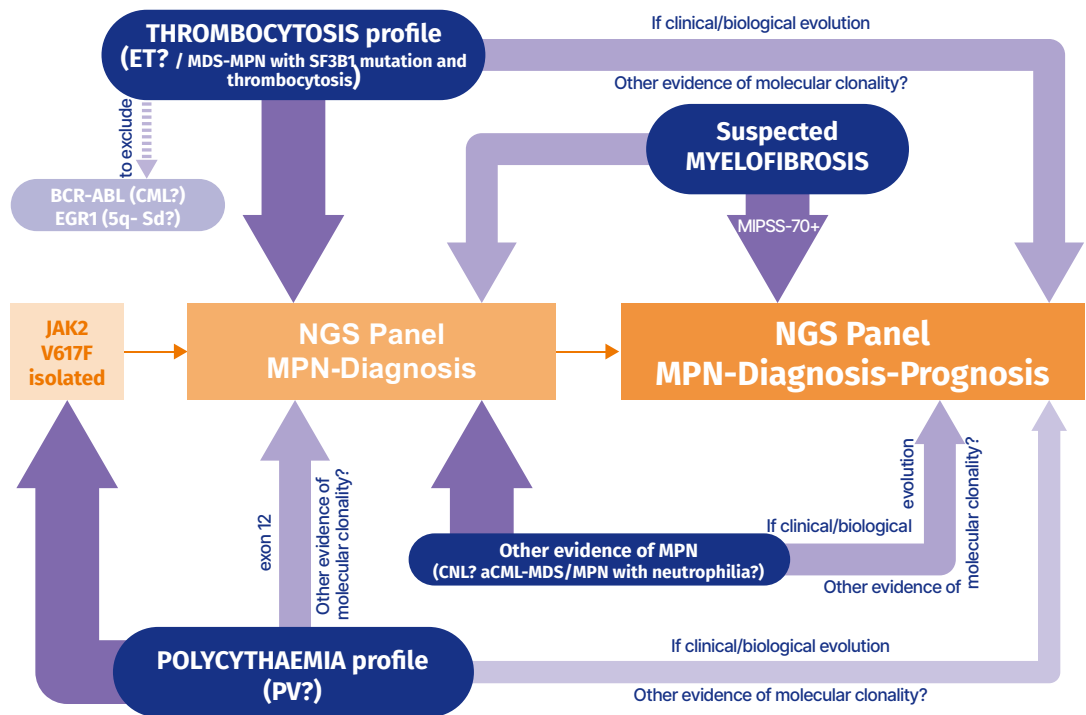 THROMBOCYTOSIS profile
(ET? / MDS-MPN with SF3B1 mutation and
thrombocytosis)
If clinical/biological evolution
Other evidence of molecular clonality?
to exclude
Suspected
MYELOFIBROSIS
BCR-ABL (CML?)
EGR1 (5q- Sd?)
MIPSS-70+
JAK2
V617F
isolated
NGS Panel
MPN-Diagnosis
NGS Panel
MPN-Diagnosis-Prognosis
exon 12
Other evidence of
molecular clonality?
Other evidence of MPN
(CNL? aCML-MDS/MPN with neutrophilia?)
If clinical/biological
evolution
Other evidence of
molecular clonality?
POLYCYTHAEMIA profile
(PV?)
If clinical/biological evolution
Other evidence of molecular clonality?